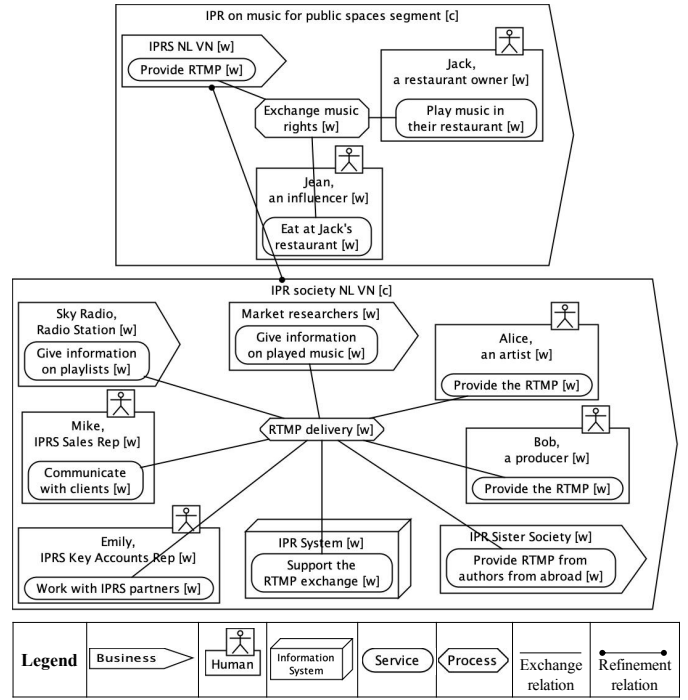 IPR on music for public spaces segment [c]
IPRS NL VN [w]
Provide RTMP [w]
Jack,
a restaurant owner [w]
Exchange music
rights [w]
Play music in
their restaurant [w]
Jean,
an influencer [w]
Eat at Jack's
restaurant [w]
IPR society NL VN [c]
Sky Radio,
Radio Station [w]
Give information
on playlists [w]
Market researchers [w]
Give information
on played music [w]
Alice,
an artist [w]
Provide the RTMP [w]
Mike,
IPRS Sales Rep [w]
Communicate
with clients [w]
RTMP delivery [w]
Bob,
a producer [w]
Provide the RTMP [w]
Emily,
IPRS Key Accounts Rep [w]
Work with IPRS partners [w]
IPR System [w]
Support the
RTMP exchange [w]
IPR Sister Society [w]
Provide RTMP from
authors from abroad [w]
Legend
Business
Human
Information
System
Service
Process
Exchange
relation
Refinement
relation